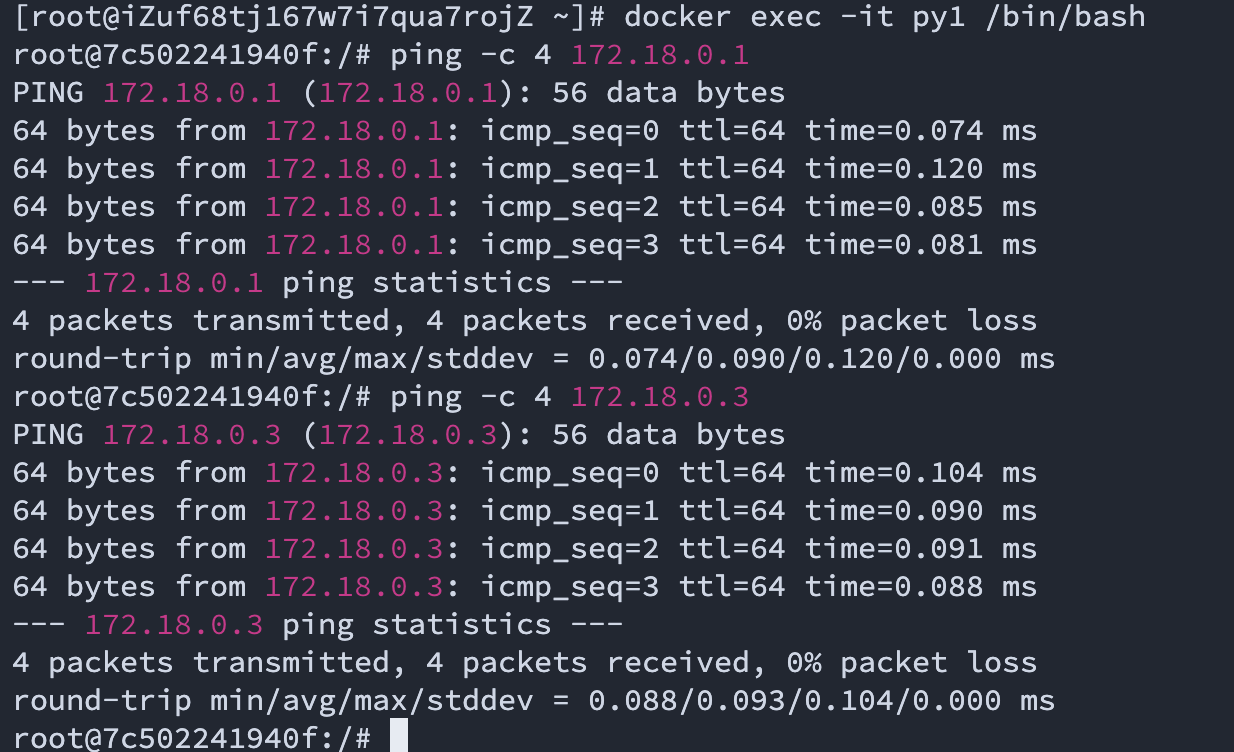 [root@iZuf68tj167w7i7qua7rojZ ~]# docker exec -it py1 /bin/bash
root@7c502241940f:/# ping -c 4 172.18.0.1
PING 172.18.0.1 (172.18.0.1): 56 data bytes
64 bytes from 172.18.0.1: icmp_seq=0 ttl=64 time=0.074 ms
64 bytes from 172.18.0.1: icmp_seq=1 ttl=64 time=0.120 ms
64 bytes from 172.18.0.1: icmp_seq=2 ttl=64 time=0.085 ms
64 bytes from 172.18.0.1: icmp_seq=3 ttl=64 time=0.081 ms
--- 172.18.0.1 ping statistics ---
4 packets transmitted, 4 packets received, 0% packet loss
round-trip min/avg/max/stddev = 0.074/0.090/0.120/0.000 ms
root@7c502241940f:/# ping -c 4 172.18.0.3
PING 172.18.0.3 (172.18.0.3): 56 data bytes
64 bytes from 172.18.0.3: icmp_seq=0 ttl=64 time=0.104 ms
64 bytes from 172.18.0.3: icmp_seq=1 ttl=64 time=0.090 ms
64 bytes from 172.18.0.3: icmp_seq=2 ttl=64 time=0.091 ms
64 bytes from 172.18.0.3: icmp_seq=3 ttl=64 time=0.088 ms
--- 172.18.0.3 ping statistics ---
4 packets transmitted, 4 packets received, 0% packet loss
round-trip min/avg/max/stddev = 0.088/0.093/0.104/0.000 ms
root@7c502241940f:/#